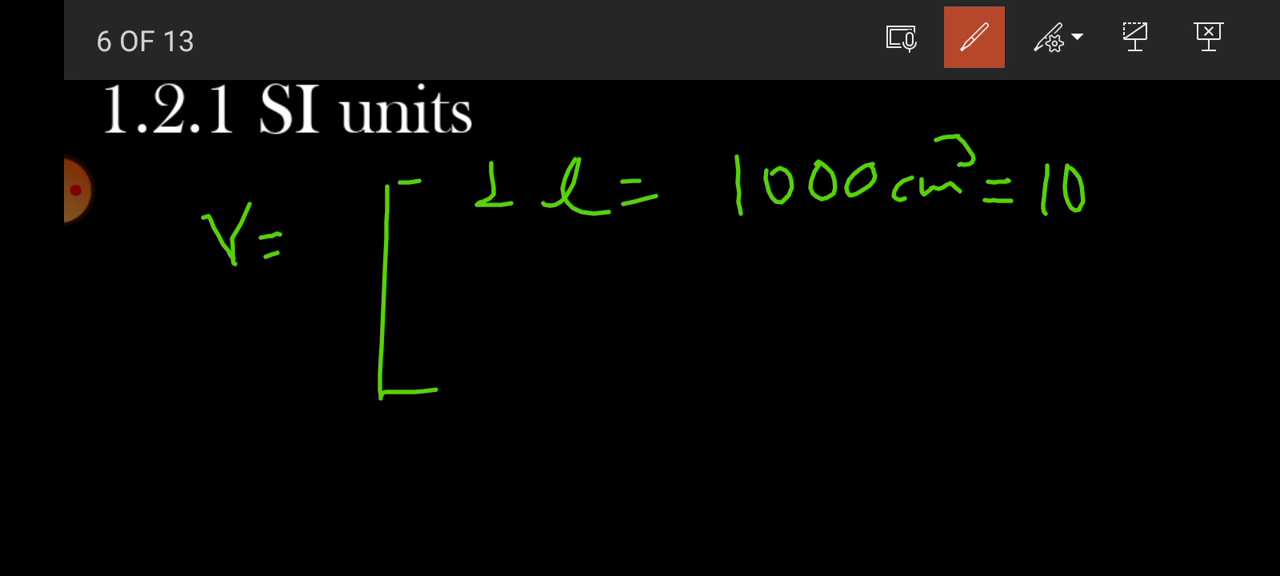 6 OF 13
1.2.1 SI units
V = [ 1 l = 1000 cm³ = 10